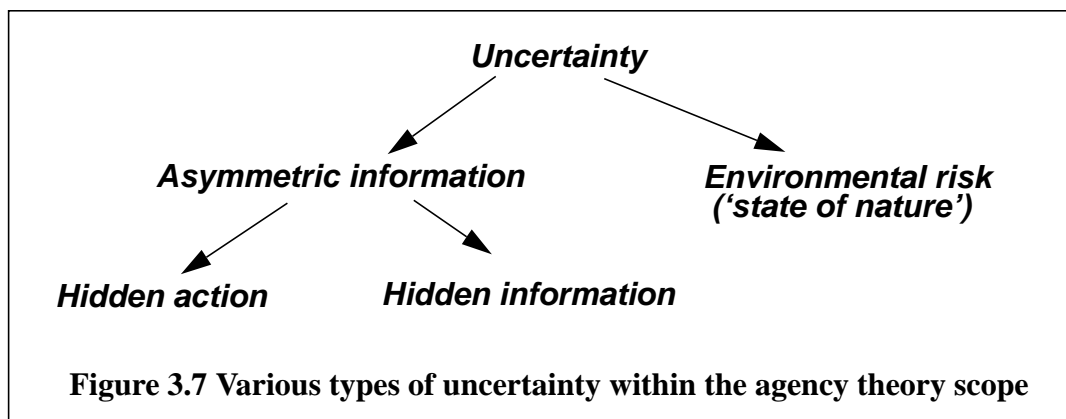 Uncertainty
Asymmetric information
Environmental risk
(‘state of nature’)
Hidden action
Hidden information
Figure 3.7 Various types of uncertainty within the agency theory scope